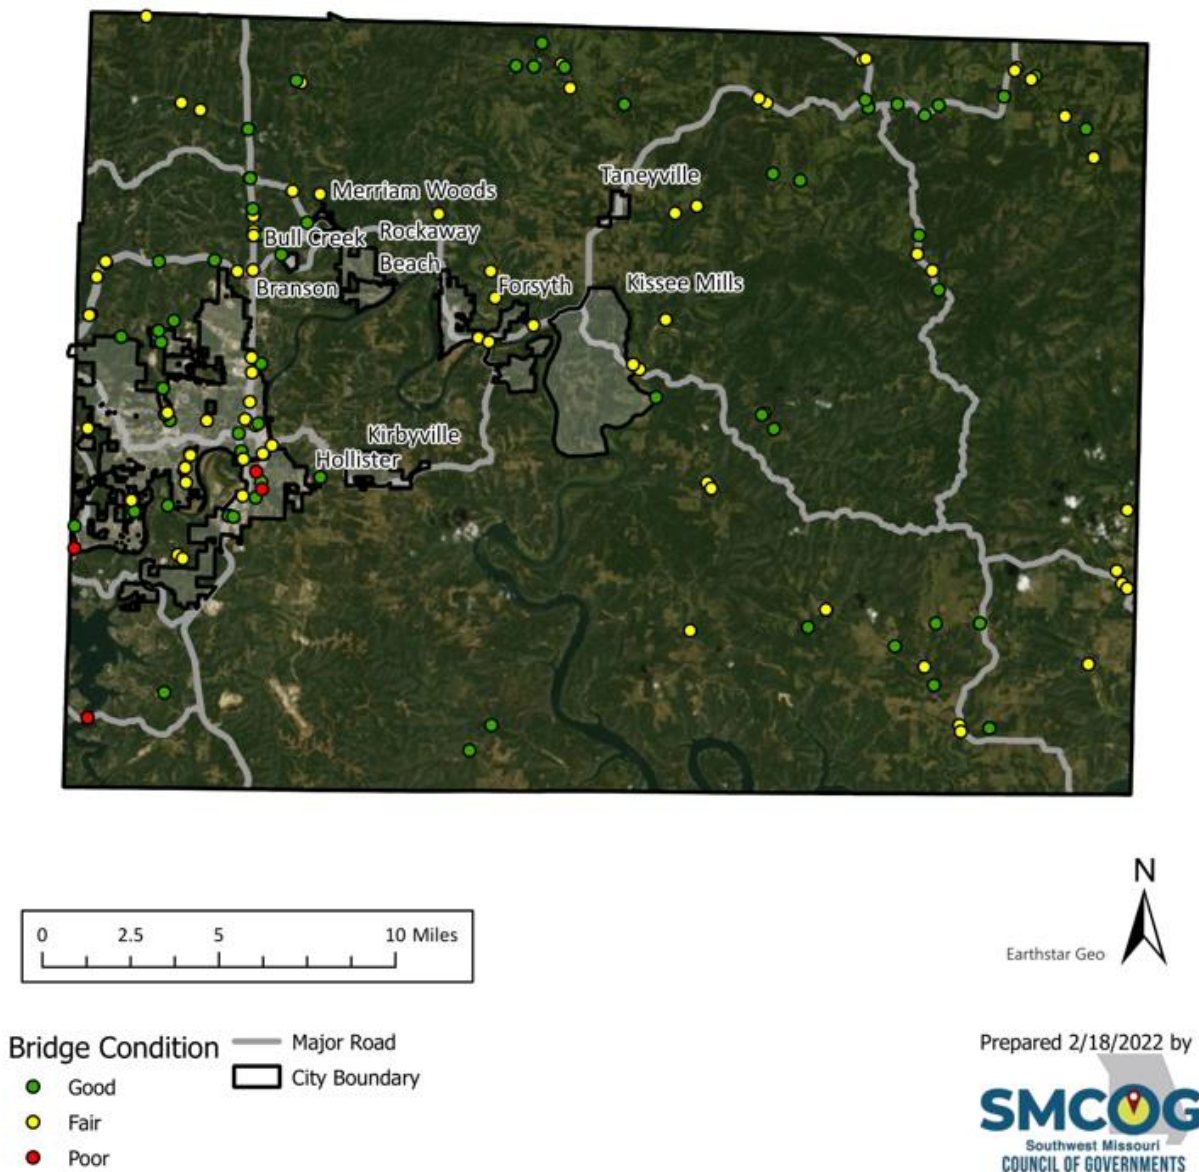 Taneyville
Merriam Woods
Rockaway
Bull Creek
Beach
Branson
Forsyth
Kissee Mills
Kirbyville
Hollister
N
0 2.5 5 10 Miles
Earthstar Geo
Bridge Condition
Good
Fair
Poor
Major Road
City Boundary
Prepared 2/18/2022 by
SMCOG
Southwest Missouri
COUNCIL OF GOVERNMENTS